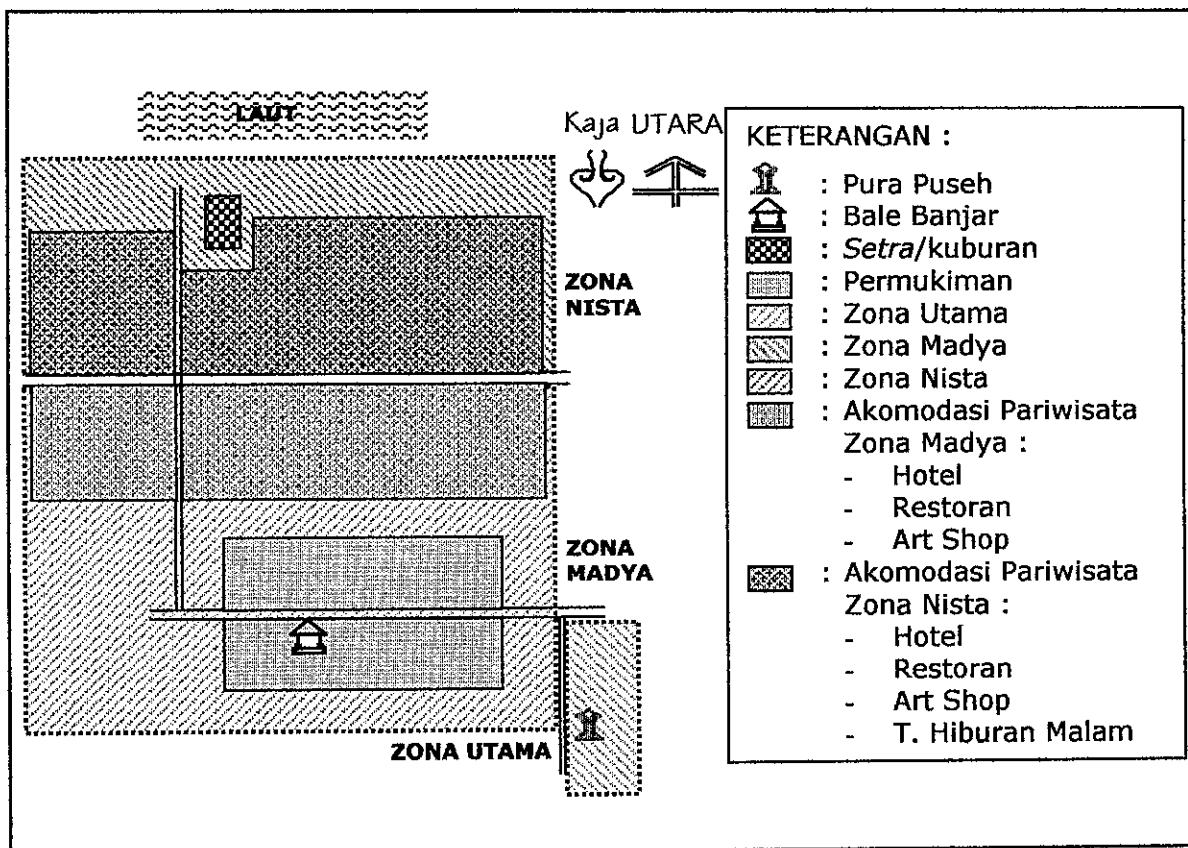 LAUT
Kaja UTARA
ZONA
NISTA
ZONA
MADYA
ZONA UTAMA
KETERANGAN :
: Pura Puseh
: Bale Banjar
: Setra/kuburan
: Permukiman
: Zona Utama
: Zona Madya
: Zona Nista
: Akomodasi Pariwisata
Zona Madya :
- Hotel
- Restoran
- Art Shop
: Akomodasi Pariwisata
Zona Nista :
- Hotel
- Restoran
- Art Shop
- T. Hiburan Malam